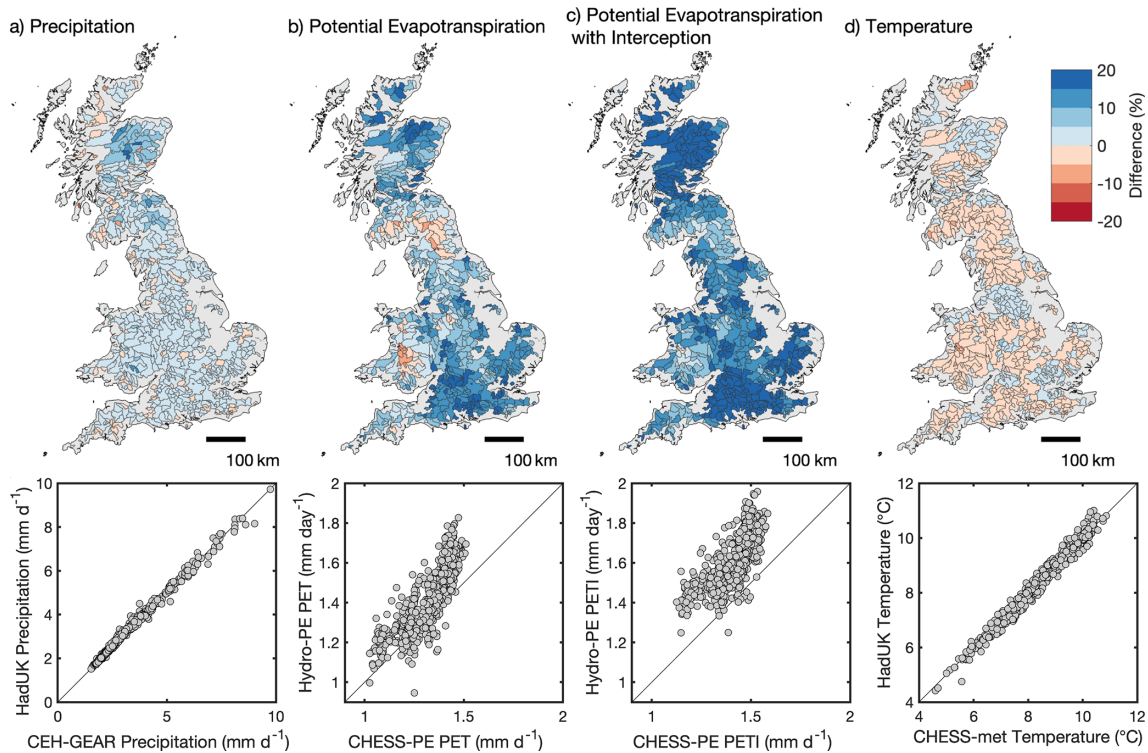 a) Precipitation
b) Potential Evapotranspiration
c) Potential Evapotranspiration
with Interception
d) Temperature
20
10
0
-10
-20
Difference (%)
100 km
100 km
100 km
100 km
10
8
6
4
2
0
0
5
10
HadUK Precipitation (mm d⁻¹)
CEH-GEAR Precipitation (mm d⁻¹)
2
1.8
1.6
1.4
1.2
1
1
1.5
2
Hydro-PE PET (mm day⁻¹)
CHESS-PE PET (mm d⁻¹)
2
1.8
1.6
1.4
1.2
1
1
1.5
2
Hydro-PE PETI (mm day⁻¹)
CHESS-PE PETI (mm d⁻¹)
12
10
8
6
4
4
6
8
10
12
HadUK Temperature (°C)
CHESS-met Temperature (°C)